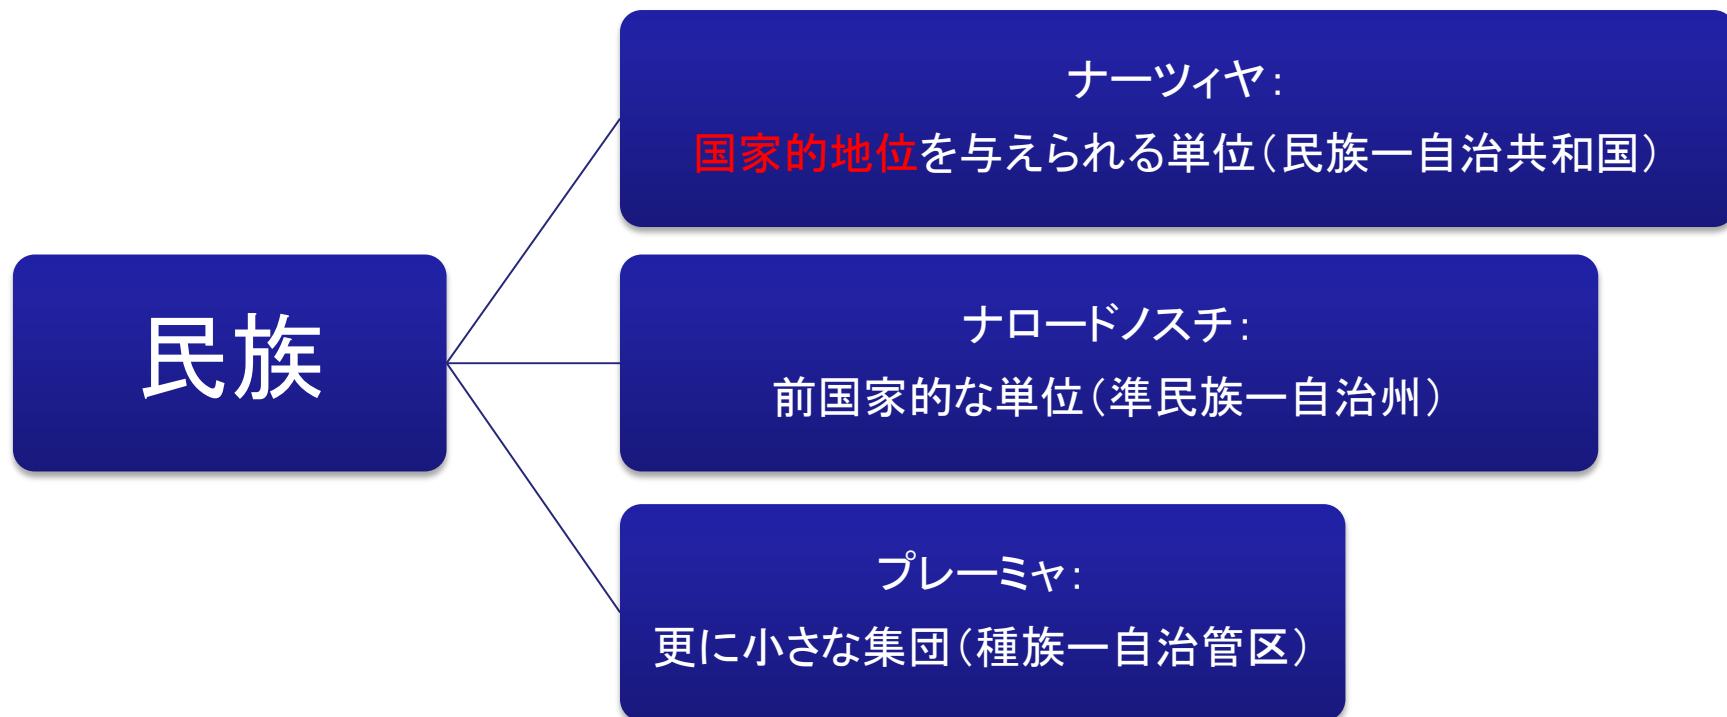 民族
ナーツィヤ：
国家的地位を与えられる単位（民族ー自治共和国）
ナロードノスチ：
前国家的な単位（準民族ー自治州）
プレーミャ：
更に小さな集団（種族ー自治管区）